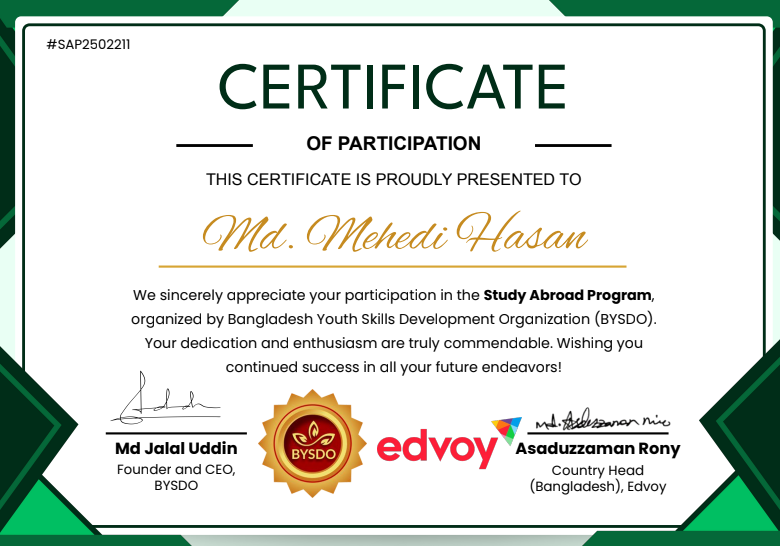 #SAP2502211
CERTIFICATE
OF PARTICIPATION
THIS CERTIFICATE IS PROUDLY PRESENTED TO
Md. Mehedi Hasan
We sincerely appreciate your participation in the Study Abroad Program,
organized by Bangladesh Youth Skills Development Organization (BYSDO).
Your dedication and enthusiasm are truly commendable. Wishing you
continued success in all your future endeavors!
Md Jalal Uddin
Founder and CEO,
BYSDO
BYSDO
edvoy
Asaduzzaman Rony
Country Head
(Bangladesh), Edvoy